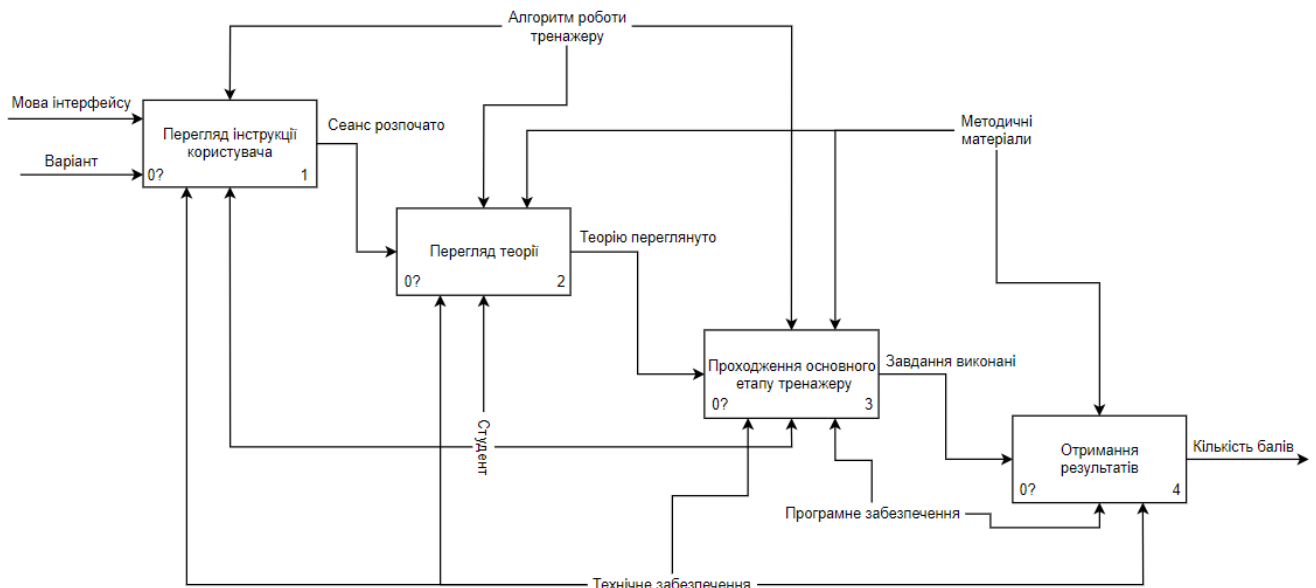 Алгоритм роботи
тренажеру
Мова інтерфейсу
Варіант
Перегляд інструкції
користувача
0?
1
Сеанс розпочато
Методичні
матеріали
Перегляд теорії
0?
2
Теорію переглянуто
Проходження основного
етапу тренажеру
0?
3
Завдання виконані
Студент
Отримання
результатів
0?
4
Кількість балів
Програмне забезпечення
Технічне забезпечення